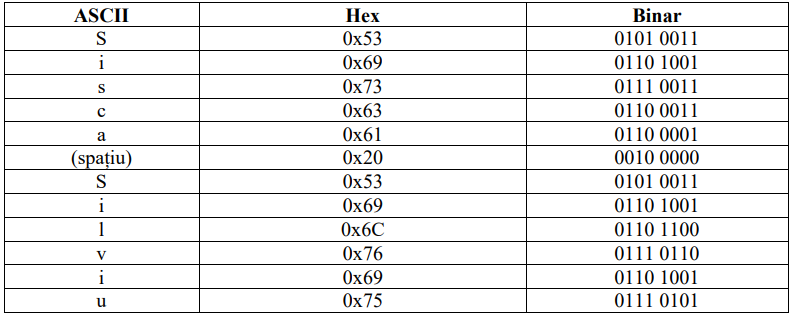 ASCII Hex Binar
S 0x53 0101 0011
i 0x69 0110 1001
s 0x73 0111 0011
c 0x63 0110 0011
a 0x61 0110 0001
(spațiu) 0x20 0010 0000
S 0x53 0101 0011
i 0x69 0110 1001
l 0x6C 0110 1100
v 0x76 0111 0110
i 0x69 0110 1001
u 0x75 0111 0101